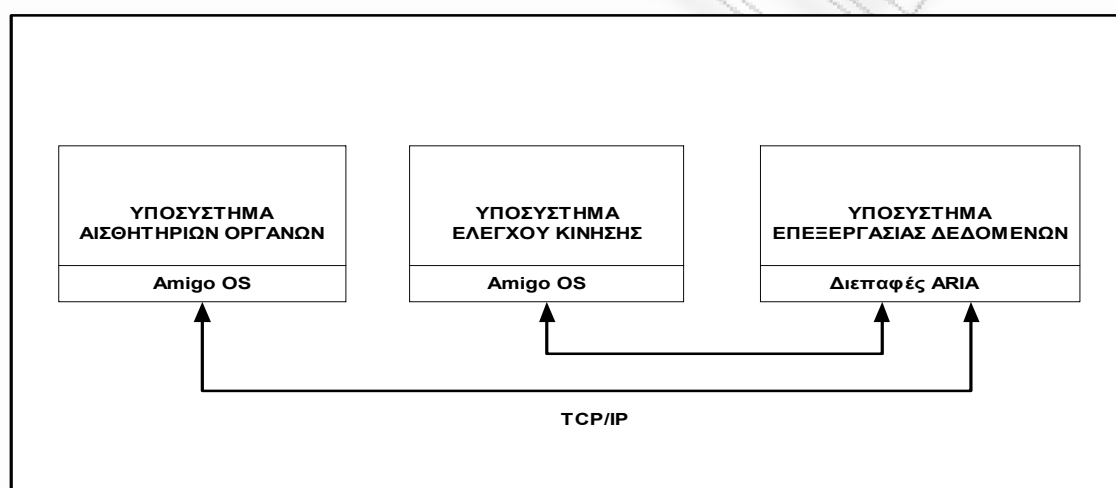 ΥΠΟΣΥΣΤΗΜΑ
ΑΙΣΘΗΤΗΡΙΩΝ ΟΡΓΑΝΩΝ
Amigo OS
ΥΠΟΣΥΣΤΗΜΑ
ΕΛΕΓΧΟΥ ΚΙΝΗΣΗΣ
Amigo OS
ΥΠΟΣΥΣΤΗΜΑ
ΕΠΕΞΕΡΓΑΣΙΑΣ ΔΕΔΟΜΕΝΩΝ
Διεπαφές ARIA
TCP/IP